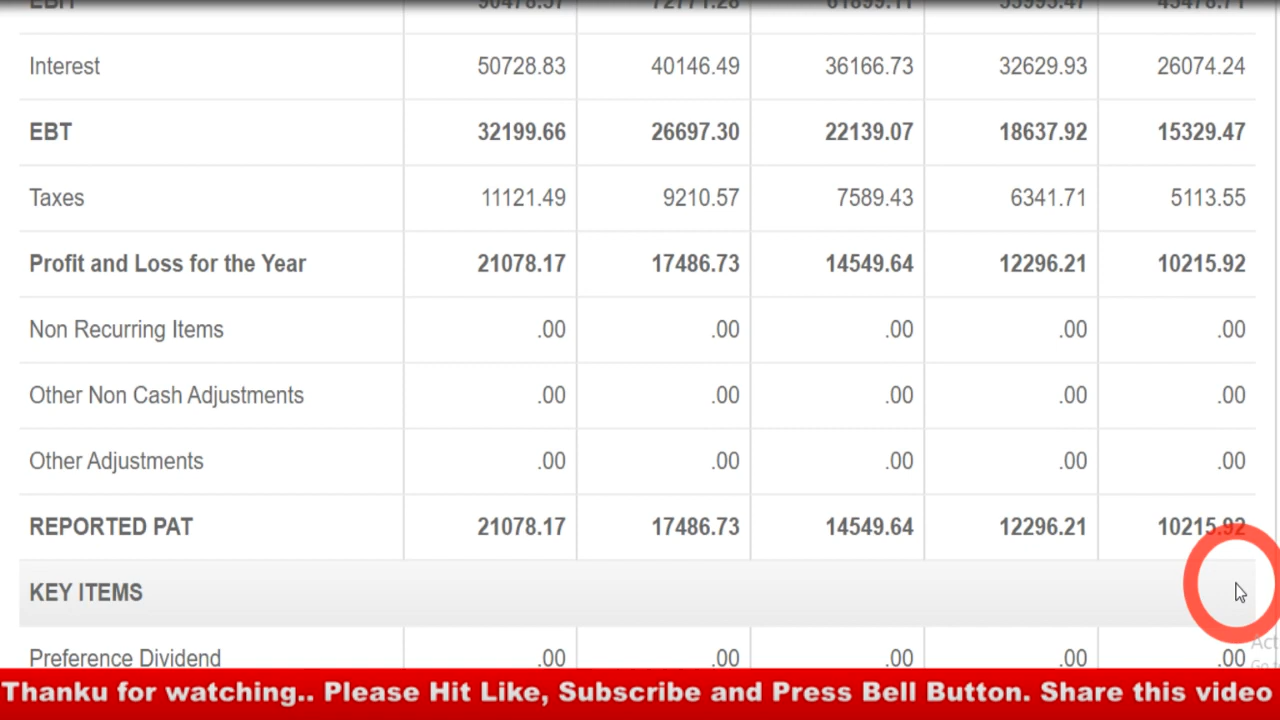 EBIT
Interest 50728.83 40146.49 36166.73 32629.93 26074.24
EBT 32199.66 26697.30 22139.07 18637.92 15329.47
Taxes 11121.49 9210.57 7589.43 6341.71 5113.55
Profit and Loss for the Year 21078.17 17486.73 14549.64 12296.21 10215.92
Non Recurring Items .00 .00 .00 .00 .00
Other Non Cash Adjustments .00 .00 .00 .00 .00
Other Adjustments .00 .00 .00 .00 .00
REPORTED PAT 21078.17 17486.73 14549.64 12296.21 10215.92
KEY ITEMS
Preference Dividend .00 .00 .00 .00 .00
Thanku for watching.. Please Hit Like, Subscribe and Press Bell Button. Share this video